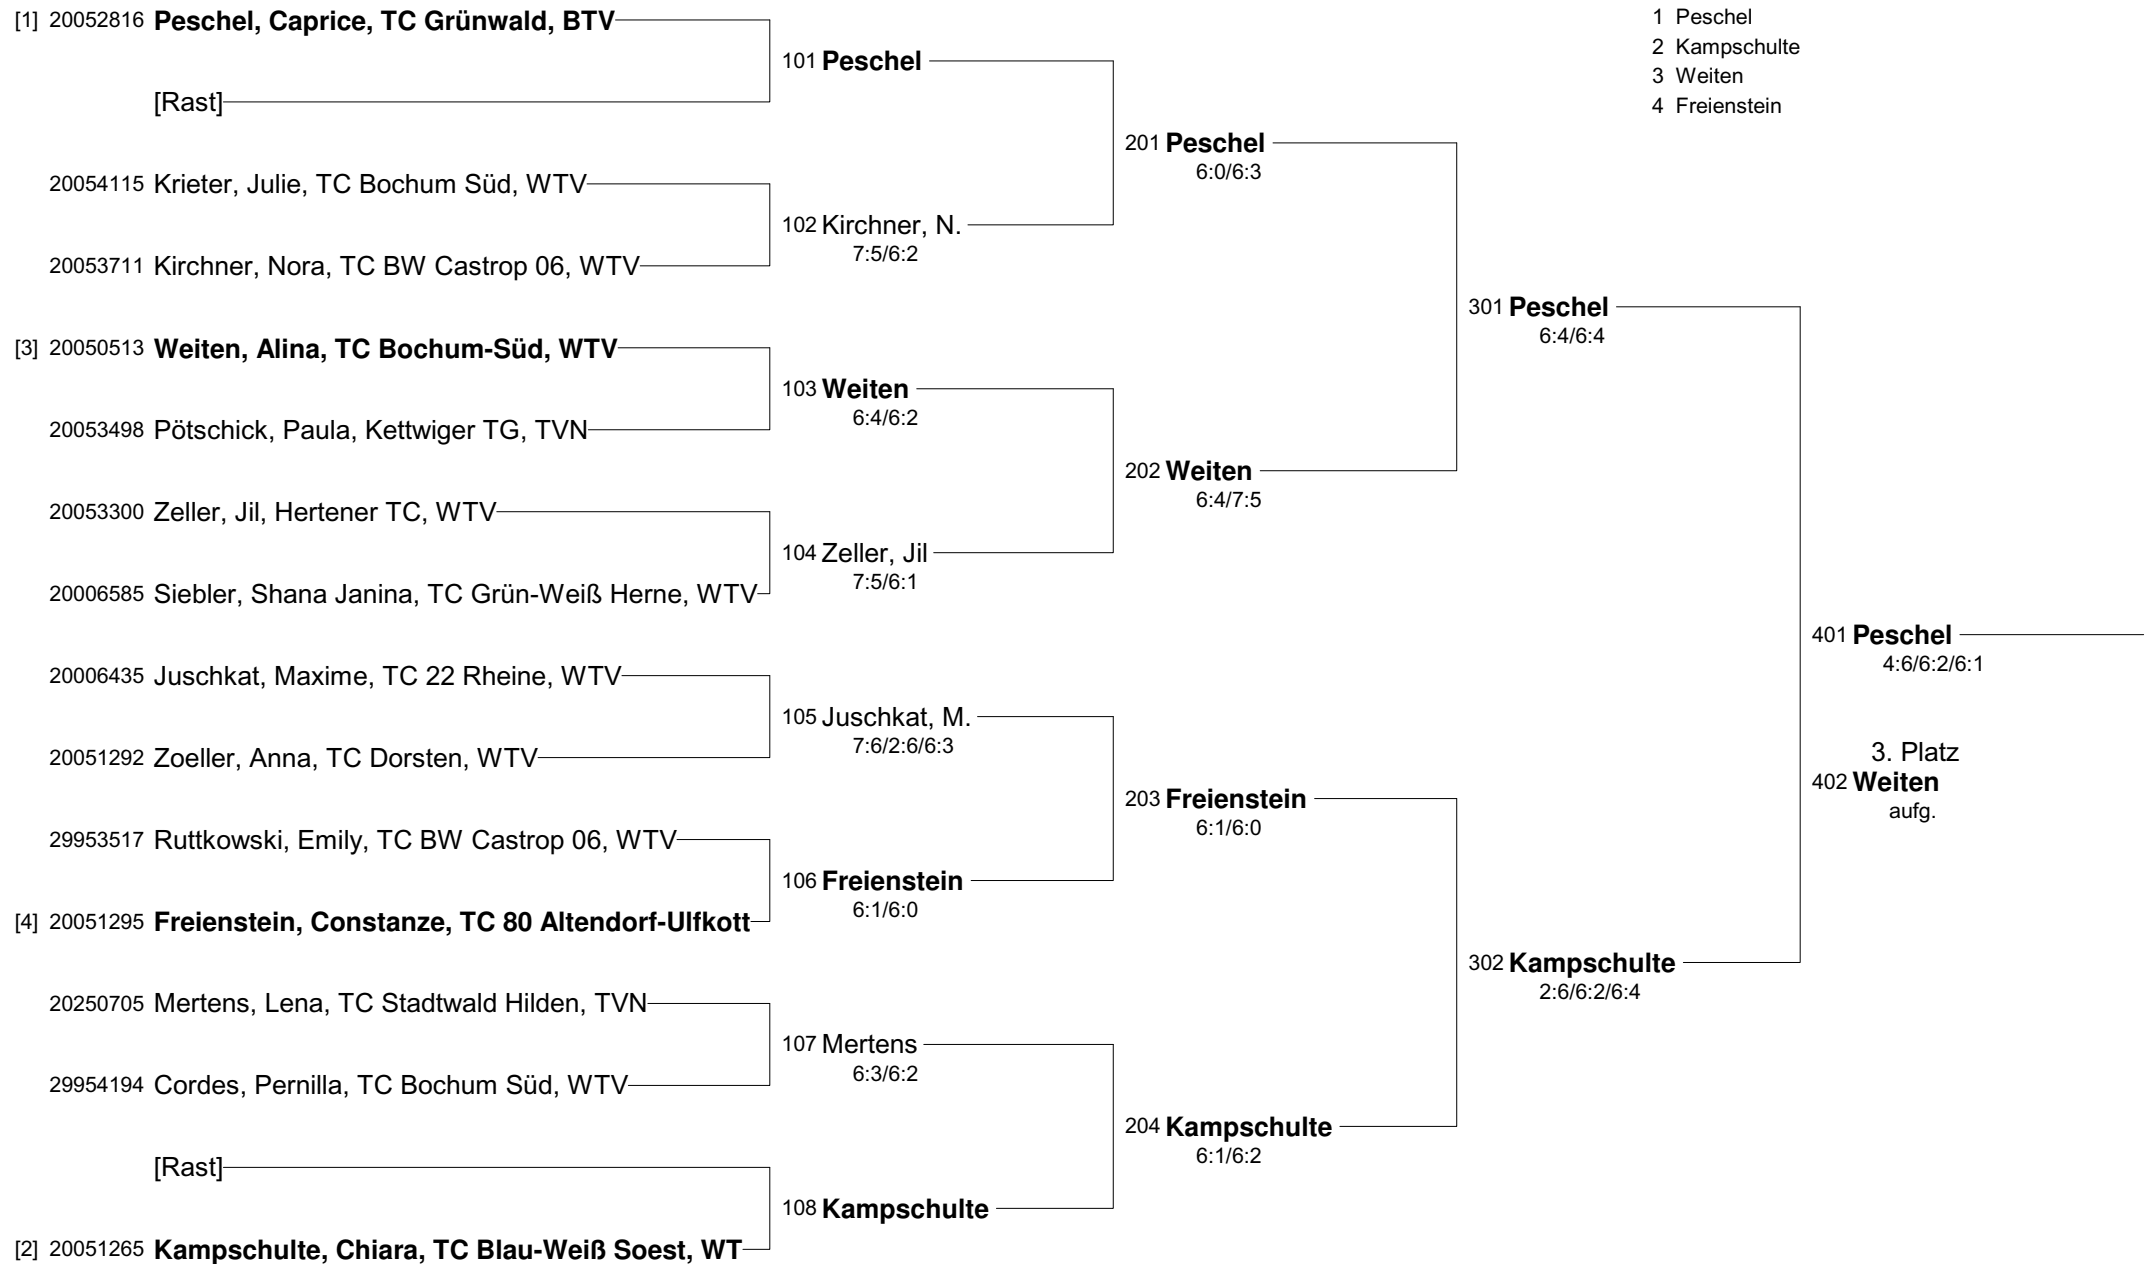 [1] 20052816 Peschel, Caprice, TC Grünwald, BTV
[Rast]
20054115 Krieter, Julie, TC Bochum Süd, WTV
20053711 Kirchner, Nora, TC BW Castrop 06, WTV
[3] 20050513 Weiten, Alina, TC Bochum-Süd, WTV
20053498 Pötschick, Paula, Kettwiger TG, TVN
20053300 Zeller, Jil, Hertener TC, WTV
20006585 Siebler, Shana Janina, TC Grün-Weiß Herne, WTV
20006435 Juschkat, Maxime, TC 22 Rheine, WTV
20051292 Zoeller, Anna, TC Dorsten, WTV
29953517 Ruttkowski, Emily, TC BW Castrop 06, WTV
[4] 20051295 Freienstein, Constanze, TC 80 Altendorf-Ulfkott
20250705 Mertens, Lena, TC Stadtwald Hilden, TVN
29954194 Cordes, Pernilla, TC Bochum Süd, WTV
[Rast]
[2] 20051265 Kampschulte, Chiara, TC Blau-Weiß Soest, WT
101 Peschel
102 Kirchner, N.
7:5/6:2
103 Weiten
6:4/6:2
104 Zeller, Jil
7:5/6:1
105 Juschkat, M.
7:6/2:6/6:3
106 Freienstein
6:1/6:0
107 Mertens
6:3/6:2
108 Kampschulte
201 Peschel
6:0/6:3
202 Weiten
6:4/7:5
203 Freienstein
6:1/6:0
204 Kampschulte
6:1/6:2
301 Peschel
6:4/6:4
302 Kampschulte
2:6/6:2/6:4
401 Peschel
4:6/6:2/6:1
3. Platz
402 Weiten
aufg.
1 Peschel
2 Kampschulte
3 Weiten
4 Freienstein